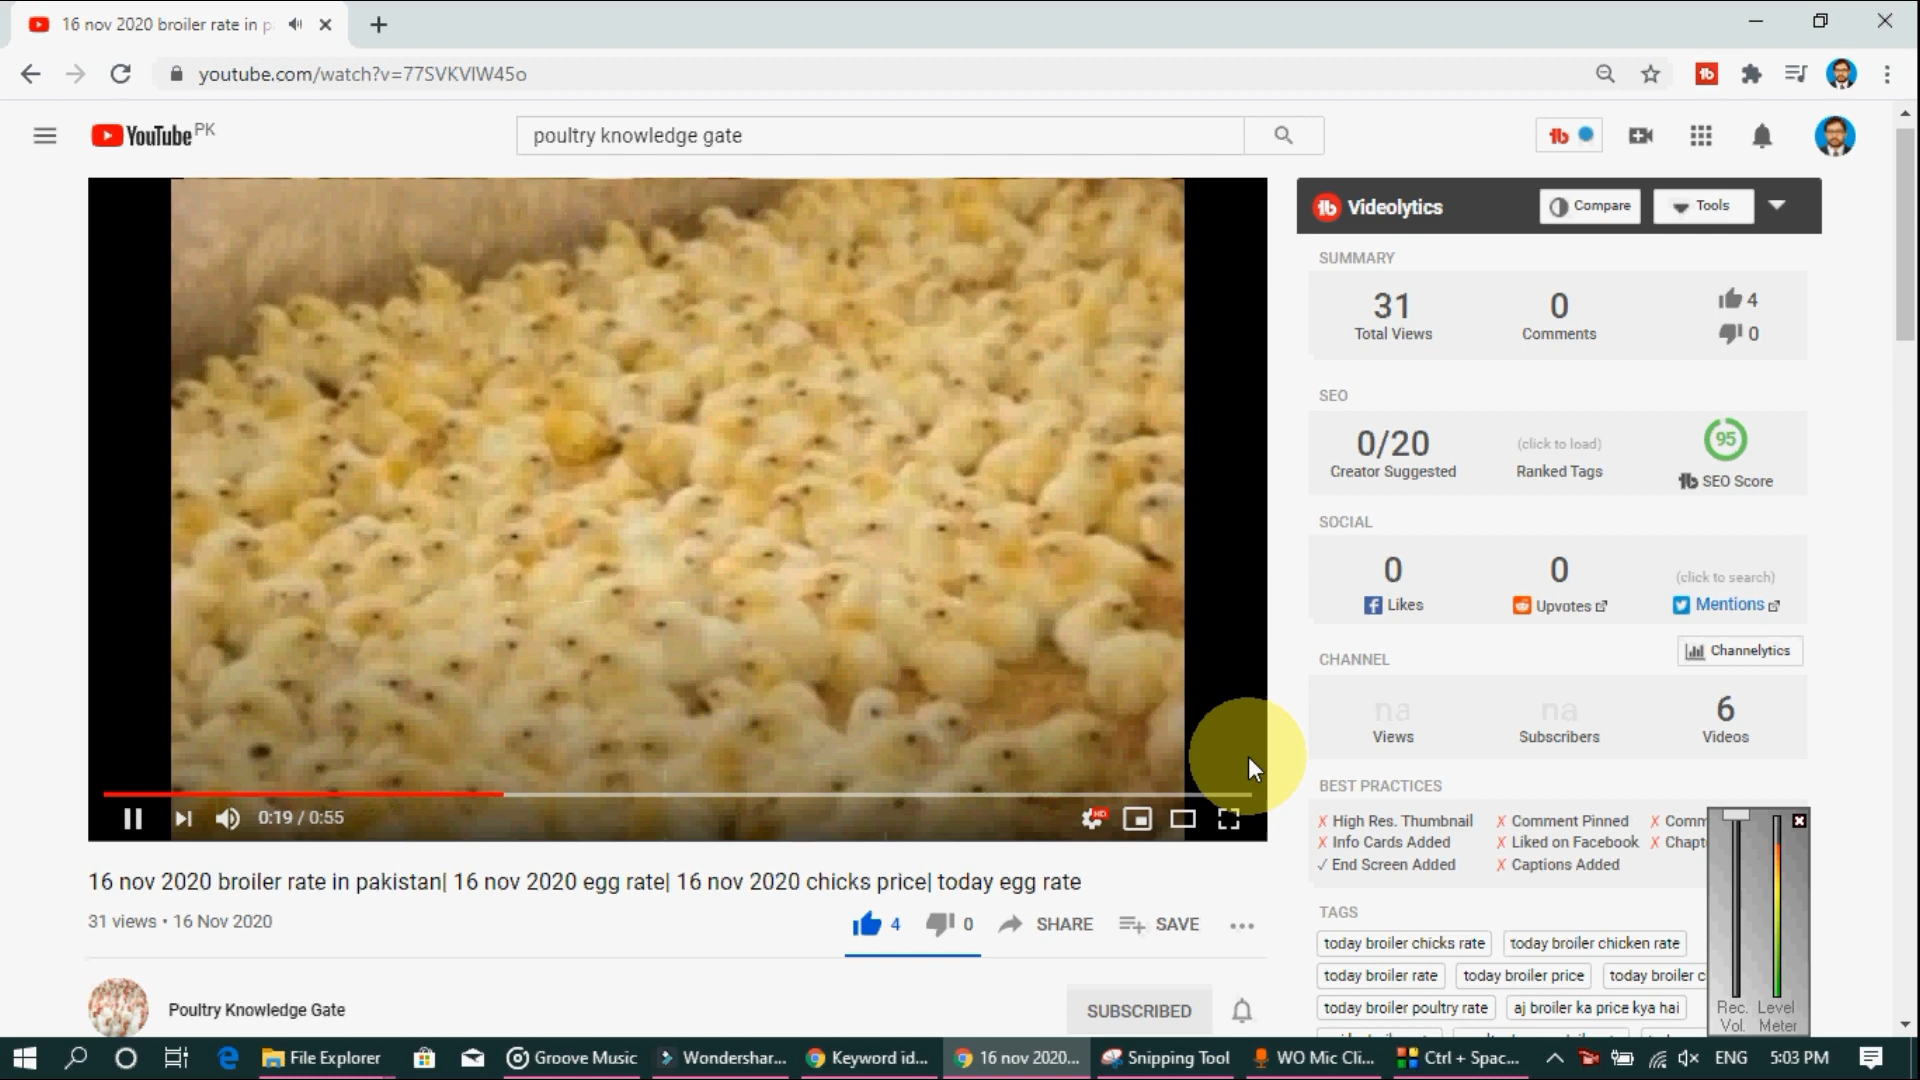 16 nov 2020 broiler rate in p
youtube.com/watch?v=77SVKVIW45o
YouTube PK
poultry knowledge gate
Videolytics Compare Tools
SUMMARY
31 0 4
Total Views Comments 0
SEO
0/20 (click to load) 95
Creator Suggested Ranked Tags SEO Score
SOCIAL
0 0 (click to search)
Likes Upvotes Mentions
CHANNEL Channelytics
na na 6
Views Subscribers Videos
BEST PRACTICES
X High Res. Thumbnail X Comment Pinned X Comm
X Info Cards Added X Liked on Facebook X Chapt
✓ End Screen Added X Captions Added
TAGS
today broiler chicks rate today broiler chicken rate
today broiler rate today broiler price today broiler c
today broiler poultry rate aj broiler ka price kya hai
Rec. Level
Vol. Meter
0:19 / 0:55
HD
16 nov 2020 broiler rate in pakistan| 16 nov 2020 egg rate| 16 nov 2020 chicks price| today egg rate
31 views • 16 Nov 2020 4 0 SHARE SAVE
Poultry Knowledge Gate SUBSCRIBED
File Explorer Groove Music Wondershar... Keyword id... 16 nov 2020... Snipping Tool WO Mic Cli... Ctrl + Spac... ENG 5:03 PM